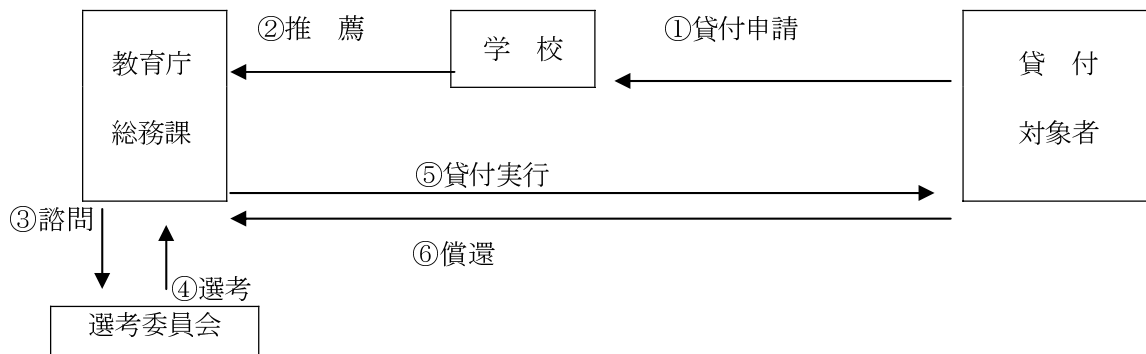 ②推　薦
①貸付申請
教育庁
総務課
学　校
貸　付
対象者
⑤貸付実行
③諮問
⑥償還
④選考
選考委員会